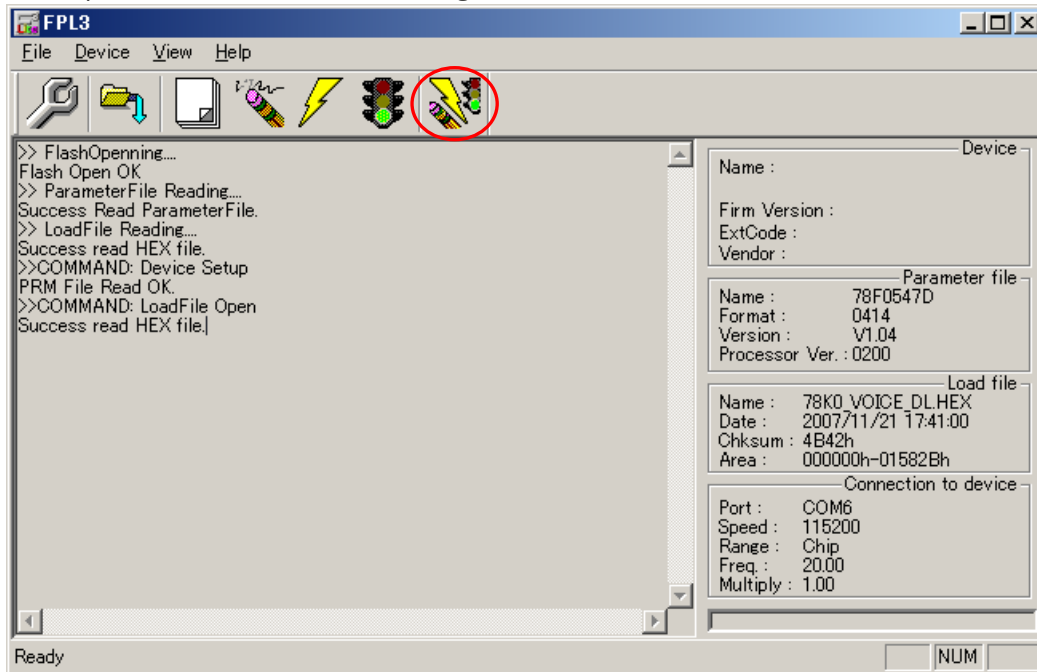 FPL3
File Device View Help
>> FlashOpenning....
Flash Open OK
>> ParameterFile Reading....
Success Read ParameterFile.
>> LoadFile Reading....
Success read HEX file.
>>COMMAND: Device Setup
PRM File Read OK.
>>COMMAND: LoadFile Open
Success read HEX file.
Device
Name :
Firm Version :
ExtCode :
Vendor :
Parameter file
Name : 78F0547D
Format : 0414
Version : V1.04
Processor Ver. : 0200
Load file
Name : 78K0_VOICE_DL.HEX
Date : 2007/11/21 17:41:00
Chksum : 4B42h
Area : 000000h-01582Bh
Connection to device
Port : COM6
Speed : 115200
Range : Chip
Freq. : 20.00
Multiply : 1.00
Ready NUM